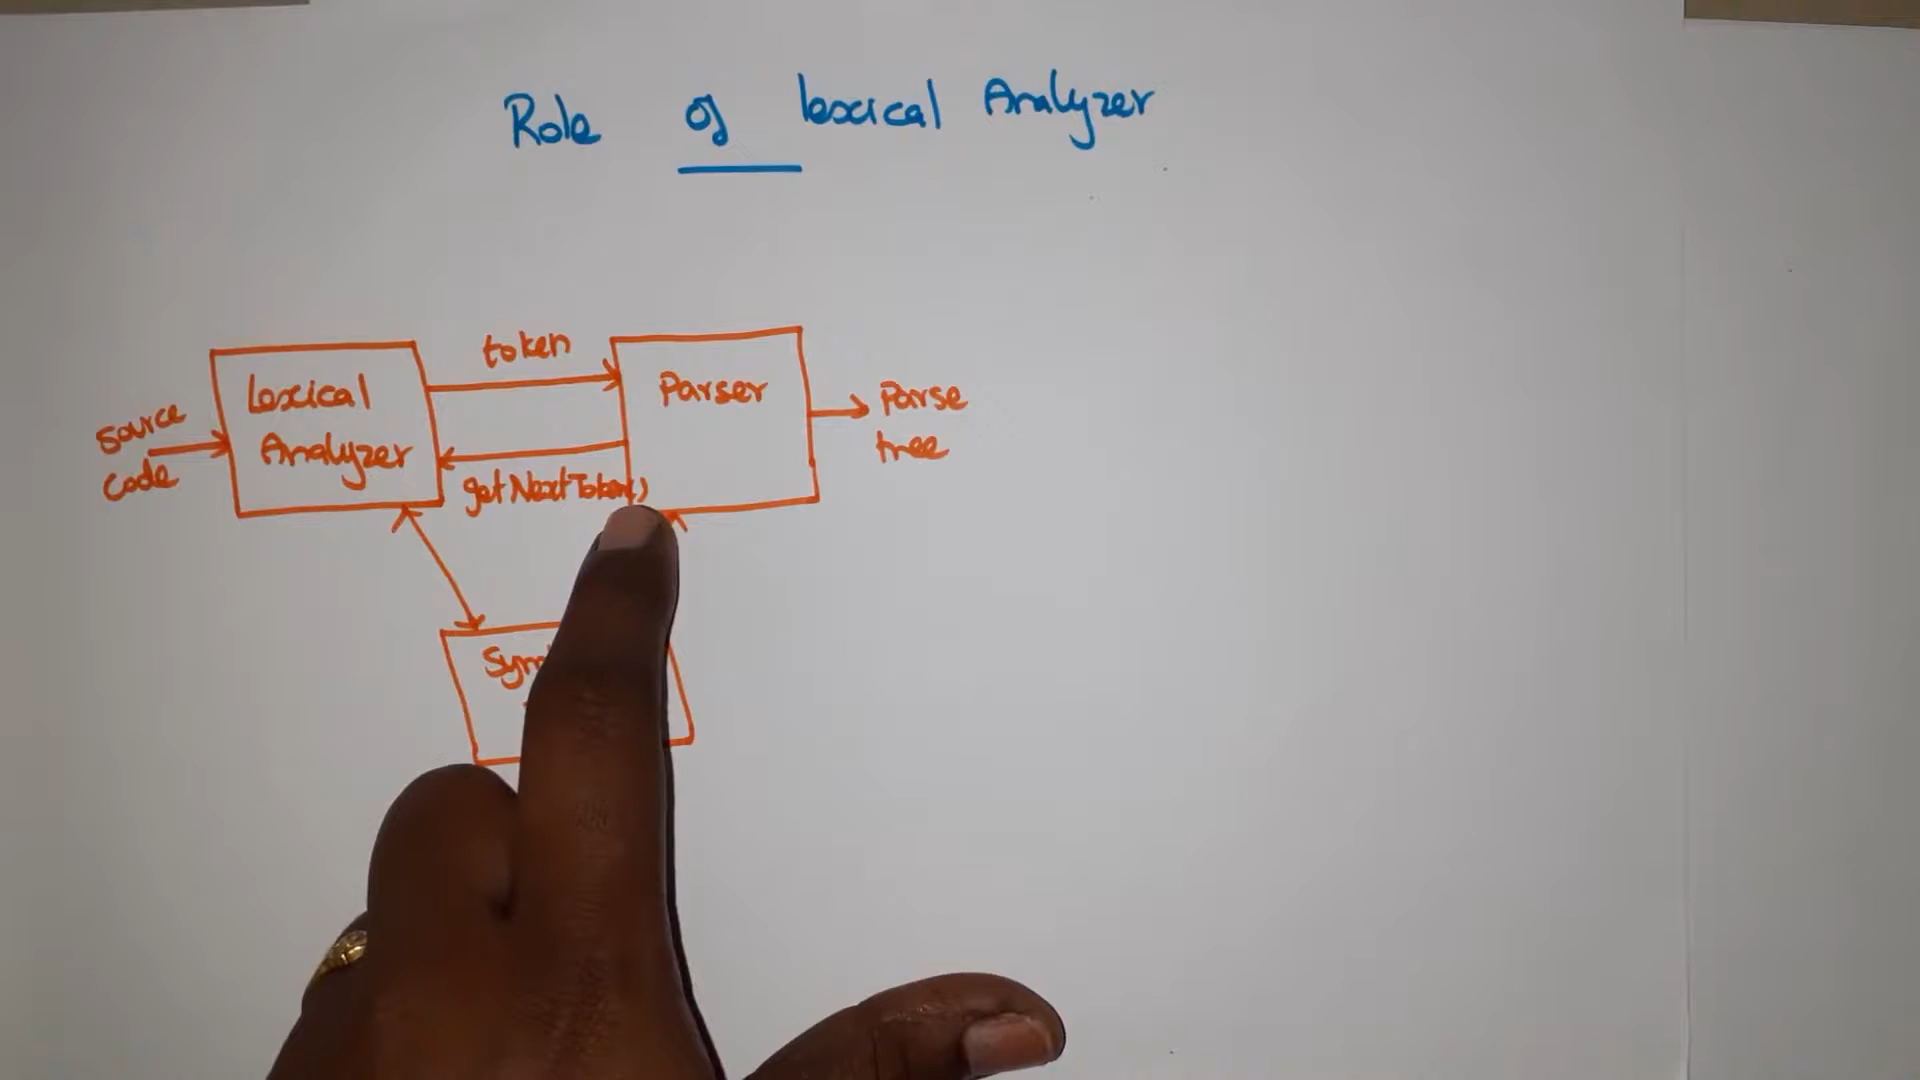 Role of lexical Analyzer
token
Lexical
Analyzer
Parser
source
code
Parse
tree
getNextToken()